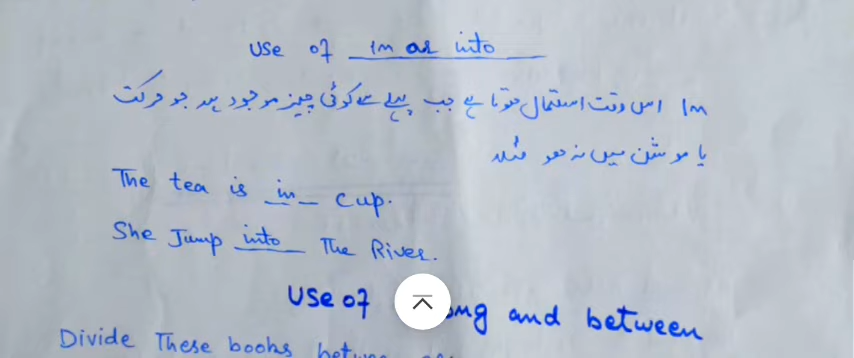 Use of In or into
In اس وقت استعمال ہوتا ہے جب پہلے سے کوئی چیز موجود ہو جو حرکت
یا موشن میں نہ ہو مثلا
The tea is in cup.
She Jump into The River.
Use of and between
Divide These books